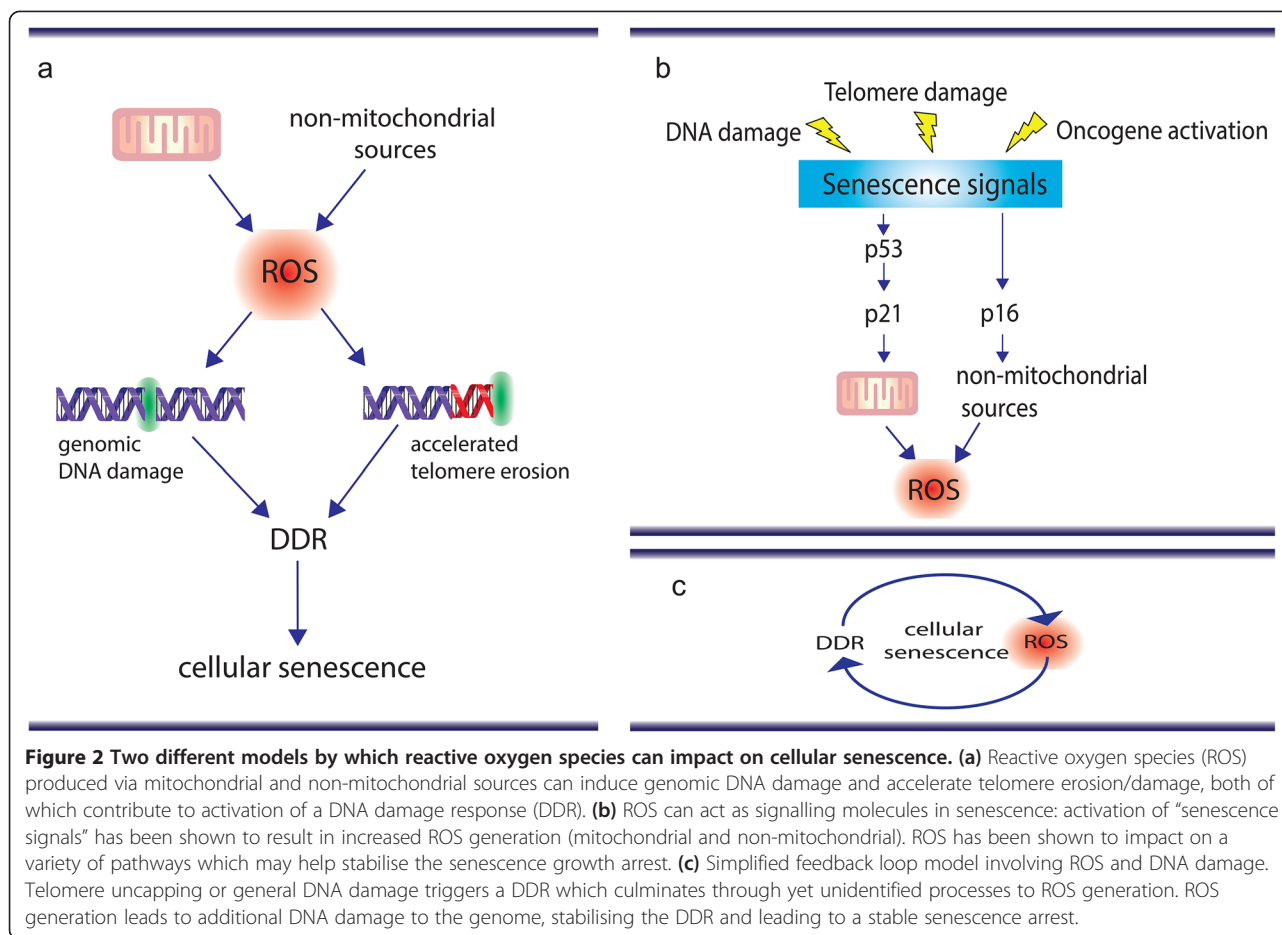 a
non-mitochondrial
sources
ROS
genomic
DNA damage
accelerated
telomere erosion
DDR
cellular senescence
b
Telomere damage
DNA damage
Oncogene activation
Senescence signals
p53
p21
p16
non-mitochondrial
sources
ROS
c
DDR
cellular
senescence
ROS
Figure 2 Two different models by which reactive oxygen species can impact on cellular senescence. (a) Reactive oxygen species (ROS)
produced via mitochondrial and non-mitochondrial sources can induce genomic DNA damage and accelerate telomere erosion/damage, both of
which contribute to activation of a DNA damage response (DDR). (b) ROS can act as signalling molecules in senescence: activation of “senescence
signals” has been shown to result in increased ROS generation (mitochondrial and non-mitochondrial). ROS has been shown to impact on a
variety of pathways which may help stabilise the senescence growth arrest. (c) Simplified feedback loop model involving ROS and DNA damage.
Telomere uncapping or general DNA damage triggers a DDR which culminates through yet unidentified processes to ROS generation. ROS
generation leads to additional DNA damage to the genome, stabilising the DDR and leading to a stable senescence arrest.